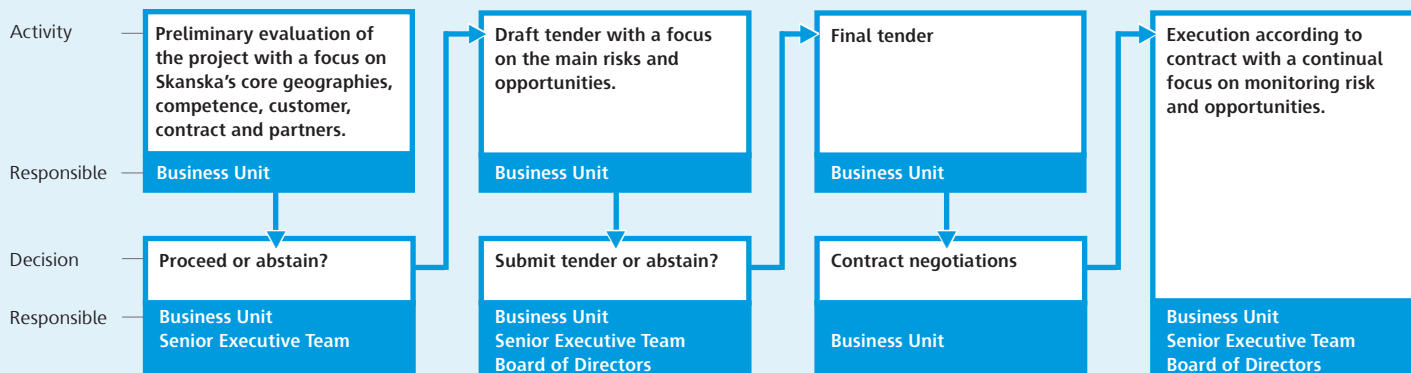 Activity
Preliminary evaluation of
the project with a focus on
Skanska's core geographies,
competence, customer,
contract and partners.
Responsible
Business Unit
Decision
Proceed or abstain?
Responsible
Business Unit
Senior Executive Team
Draft tender with a focus
on the main risks and
opportunities.
Business Unit
Submit tender or abstain?
Business Unit
Senior Executive Team
Board of Directors
Final tender
Business Unit
Contract negotiations
Business Unit
Execution according to
contract with a continual
focus on monitoring risk
and opportunities.
Business Unit
Senior Executive Team
Board of Directors